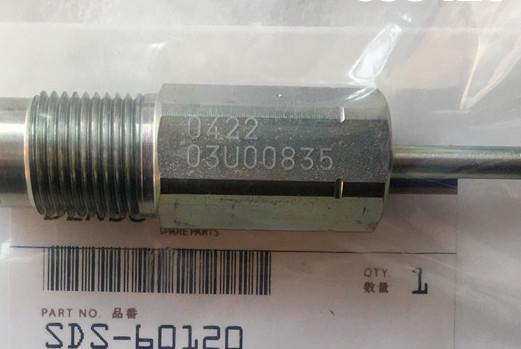 0422
03U00835
SPARE PARTS
QTY.
数量
1
PART NO. 品番
SDS-60120